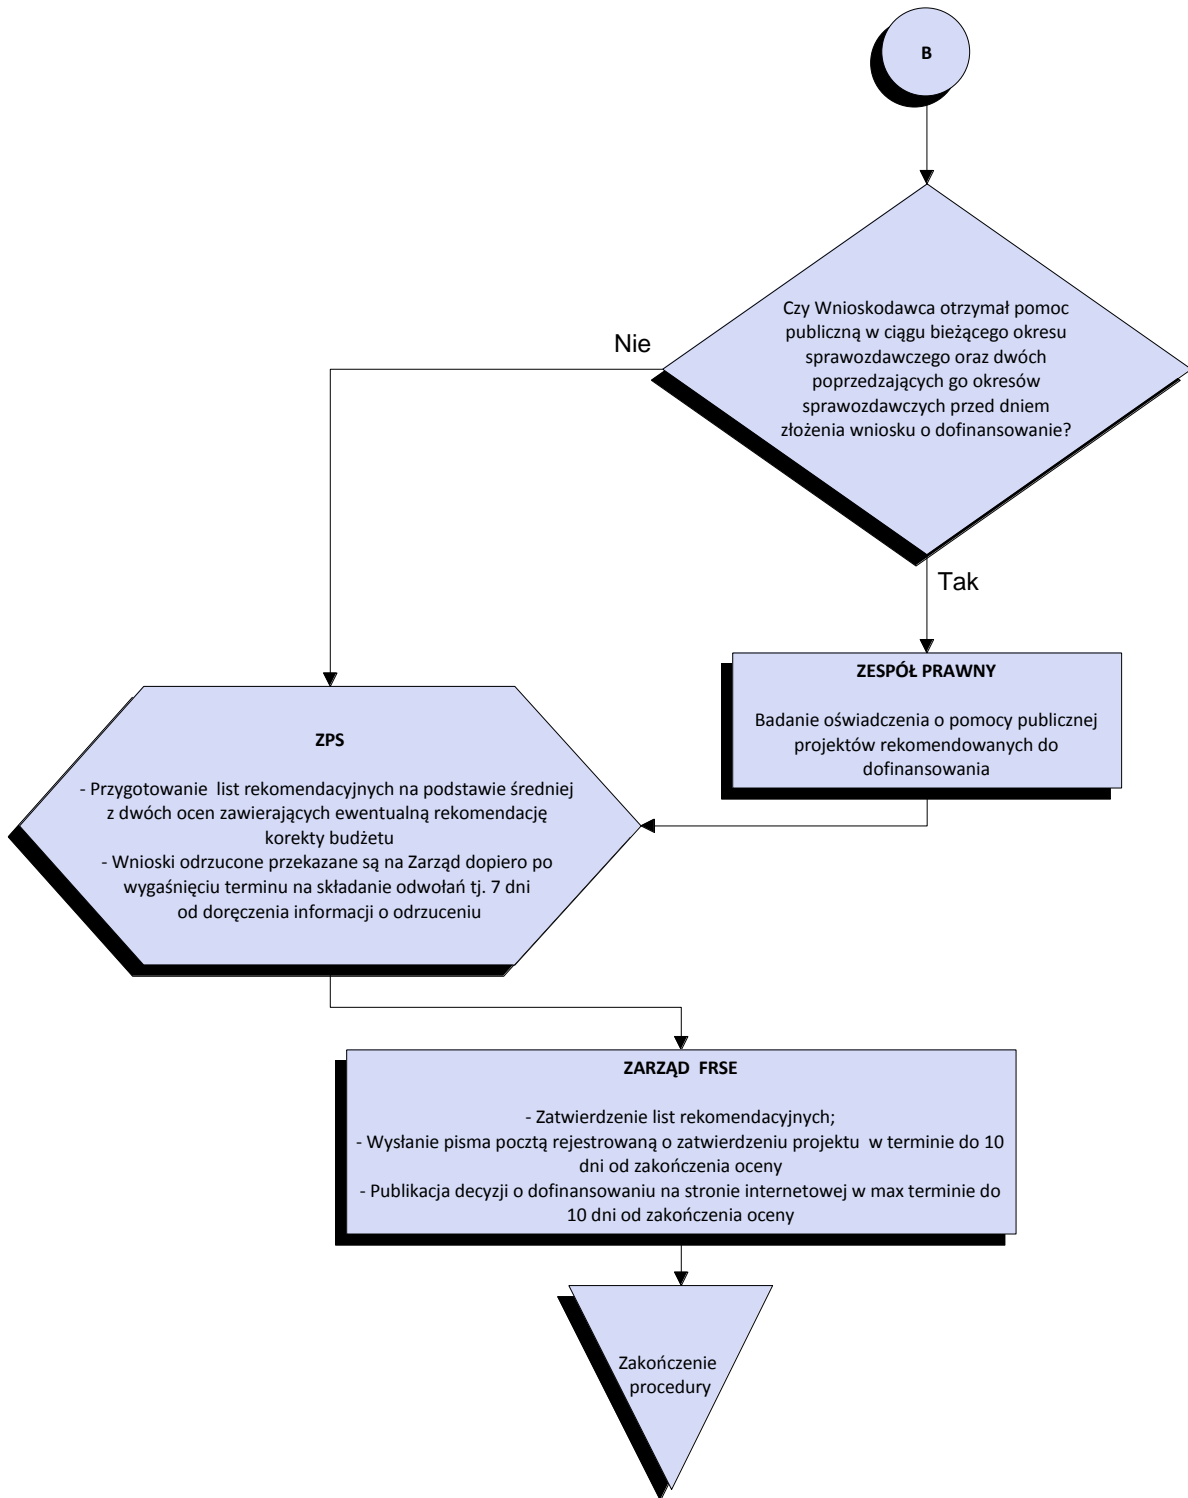 B
Czy Wnioskodawca otrzymał pomoc
publiczną w ciągu bieżącego okresu
sprawozdawczego oraz dwóch
poprzedzających go okresów
sprawozdawczych przed dniem
złożenia wniosku o dofinansowanie?
Nie
Tak
ZESPÓŁ PRAWNY
Badanie oświadczenia o pomocy publicznej
projektów rekomendowanych do
dofinansowania
ZPS
- Przygotowanie list rekomendacyjnych na podstawie średniej
z dwóch ocen zawierających ewentualną rekomendację
korekty budżetu
- Wnioski odrzucone przekazane są na Zarząd dopiero po
wygaśnięciu terminu na składanie odwołań tj. 7 dni
od doręczenia informacji o odrzuceniu
ZARZĄD FRSE
- Zatwierdzenie list rekomendacyjnych;
- Wysłanie pisma pocztą rejestrowaną o zatwierdzeniu projektu w terminie do 10
dni od zakończenia oceny
- Publikacja decyzji o dofinansowaniu na stronie internetowej w max terminie do
10 dni od zakończenia oceny
Zakończenie
procedury